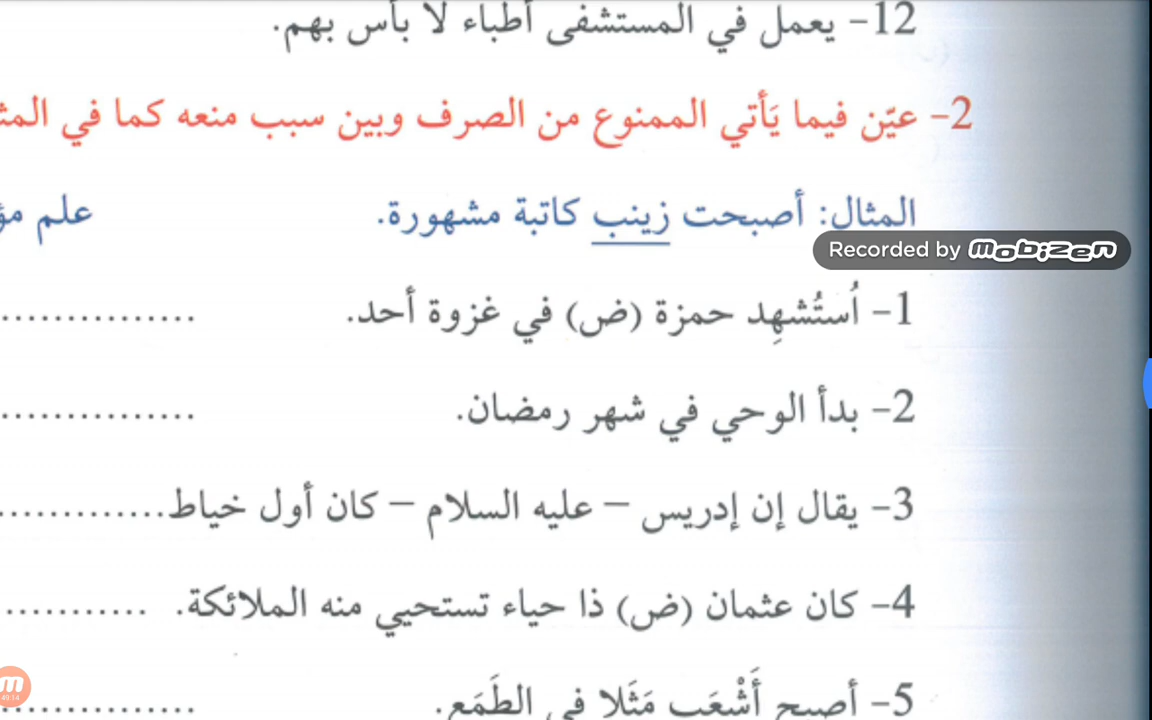 12- يعمل في المستشفى أطباء لا بأس بهم.
2- عيّن فيما يَأتي الممنوع من الصرف وبين سبب منعه كما في
المثال: أصبحت زينب كاتبة مشهورة. علم
Recorded by mobizen
1- اُستُشهِد حمزة (ض) في غزوة أحد. ...............
2- بدأ الوحي في شهر رمضان. ...............
3- يقال إن إدريس – عليه السلام – كان أول خياط.............
4- كان عثمان (ض) ذا حياء تستحيي منه الملائكة. ...........
5- أصبح أَشْعَب مَثَلا في الطَمَع. ...............